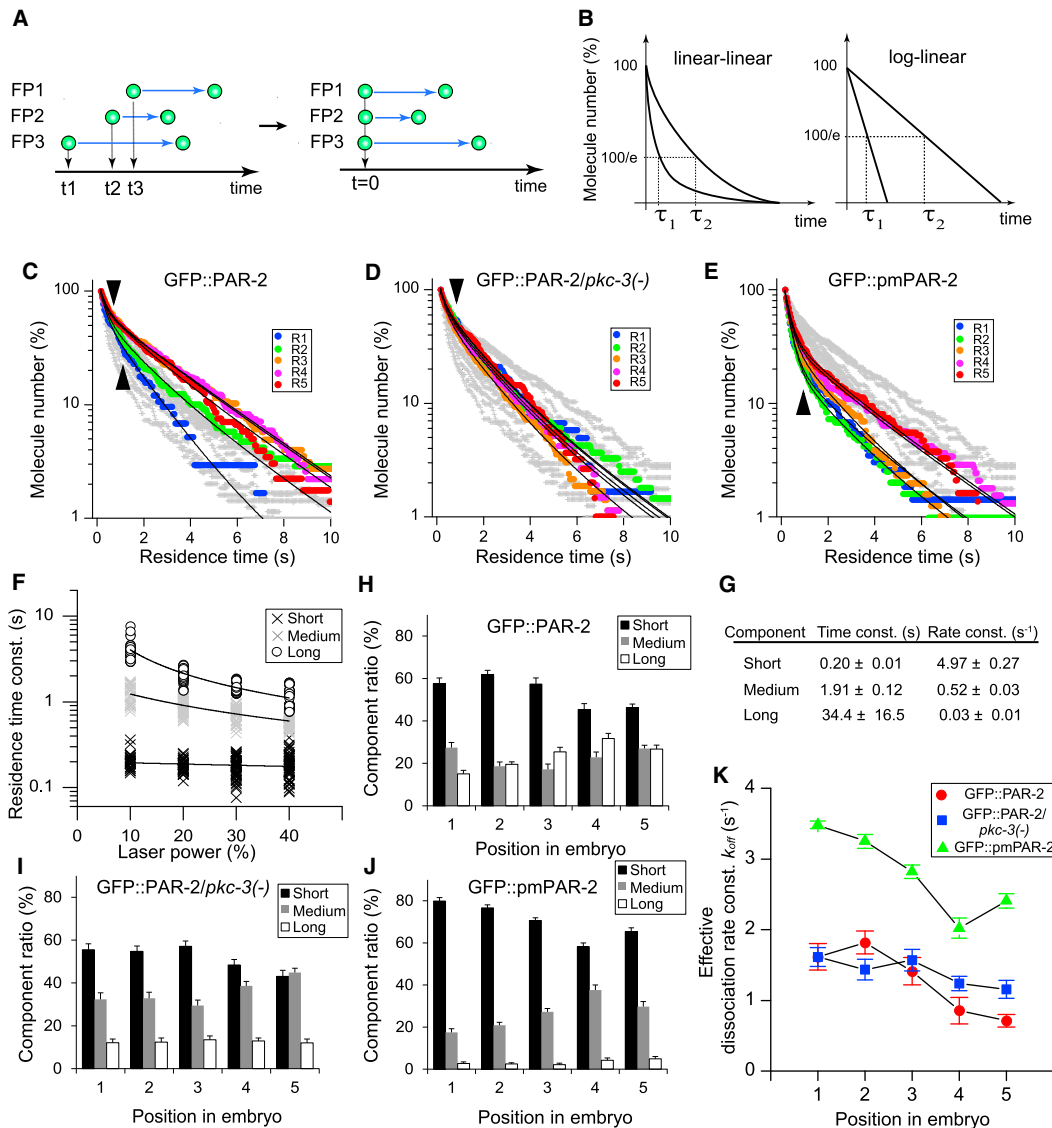 A
FP1
FP2
FP3
t1 t2 t3 time
FP1
FP2
FP3
t=0 time
B
Molecule number (%)
linear-linear
100
100/e
τ1 τ2
time
log-linear
100
100/e
τ1 τ2
time
C
GFP::PAR-2
Molecule number (%)
100
10
1
R1
R2
R3
R4
R5
0 2 4 6 8 10
Residence time (s)
D
GFP::PAR-2/pkc-3(-)
Molecule number (%)
100
10
1
R1
R2
R3
R4
R5
0 2 4 6 8 10
Residence time (s)
E
GFP::pmPAR-2
Molecule number (%)
100
10
1
R1
R2
R3
R4
R5
0 2 4 6 8 10
Residence time (s)
F
Residence time const. (s)
10
1
0.1
Short
Medium
Long
0 10 20 30 40 50
Laser power (%)
H
GFP::PAR-2
Component ratio (%)
80
60
40
20
0
Short
Medium
Long
1 2 3 4 5
Position in embryo
G
Component Time const. (s) Rate const. (s-1)
Short 0.20 ± 0.01 4.97 ± 0.27
Medium 1.91 ± 0.12 0.52 ± 0.03
Long 34.4 ± 16.5 0.03 ± 0.01
I
GFP::PAR-2/pkc-3(-)
Component ratio (%)
80
60
40
20
0
Short
Medium
Long
1 2 3 4 5
Position in embryo
J
GFP::pmPAR-2
Component ratio (%)
80
60
40
20
0
Short
Medium
Long
1 2 3 4 5
Position in embryo
K
GFP::PAR-2
GFP::PAR-2/
pkc-3(-)
GFP::pmPAR-2
Effective
dissociation rate const. koff (s-1)
4
3
2
1
0
1 2 3 4 5
Position in embryo